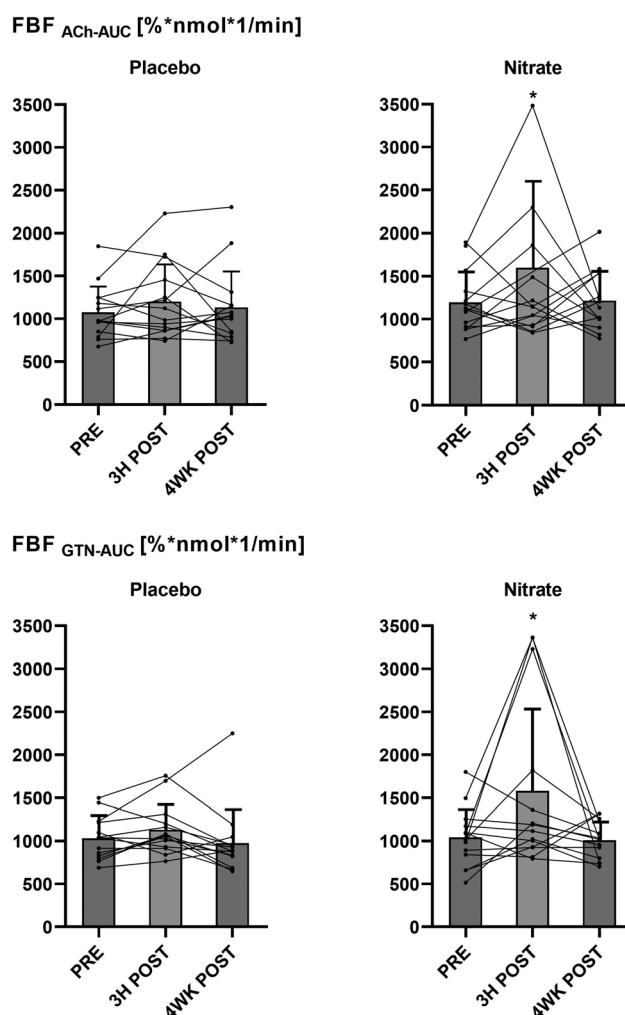 FBF ACh-AUC [%*nmol*1/min]
Placebo
3500
3000
2500
2000
1500
1000
500
0
PRE
3H POST
4WK POST
Nitrate
*
3500
3000
2500
2000
1500
1000
500
0
PRE
3H POST
4WK POST
FBF GTN-AUC [%*nmol*1/min]
Placebo
3500
3000
2500
2000
1500
1000
500
0
PRE
3H POST
4WK POST
Nitrate
*
3500
3000
2500
2000
1500
1000
500
0
PRE
3H POST
4WK POST